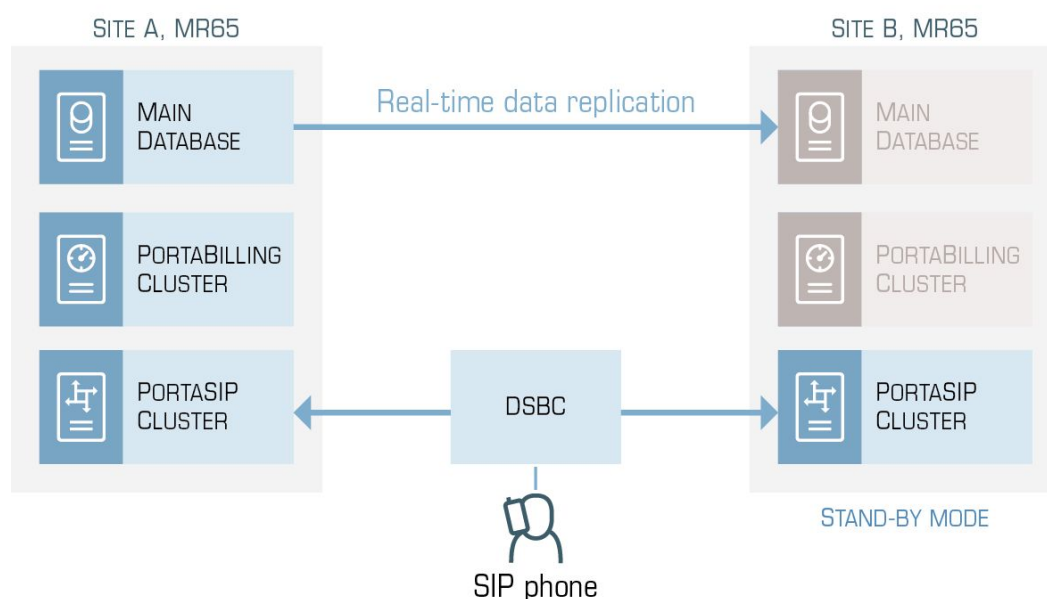 SITE A, MR65
SITE B, MR65
MAIN
DATABASE
Real-time data replication
MAIN
DATABASE
PORTABILLING
CLUSTER
PORTABILLING
CLUSTER
PORTASIP
CLUSTER
DSBC
PORTASIP
CLUSTER
STAND-BY MODE
SIP phone